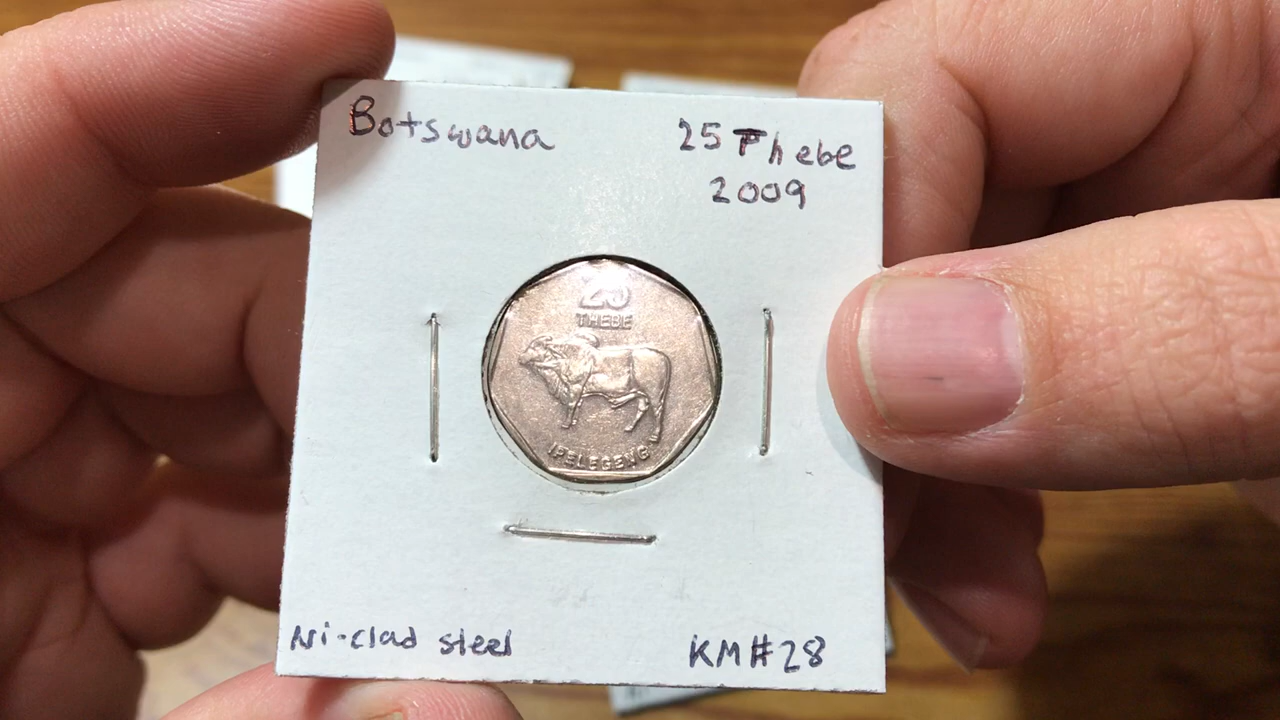 Botswana
25 Thebe
2009
25
THEBE
IPELEGENG
Ni-clad steel
KM#28